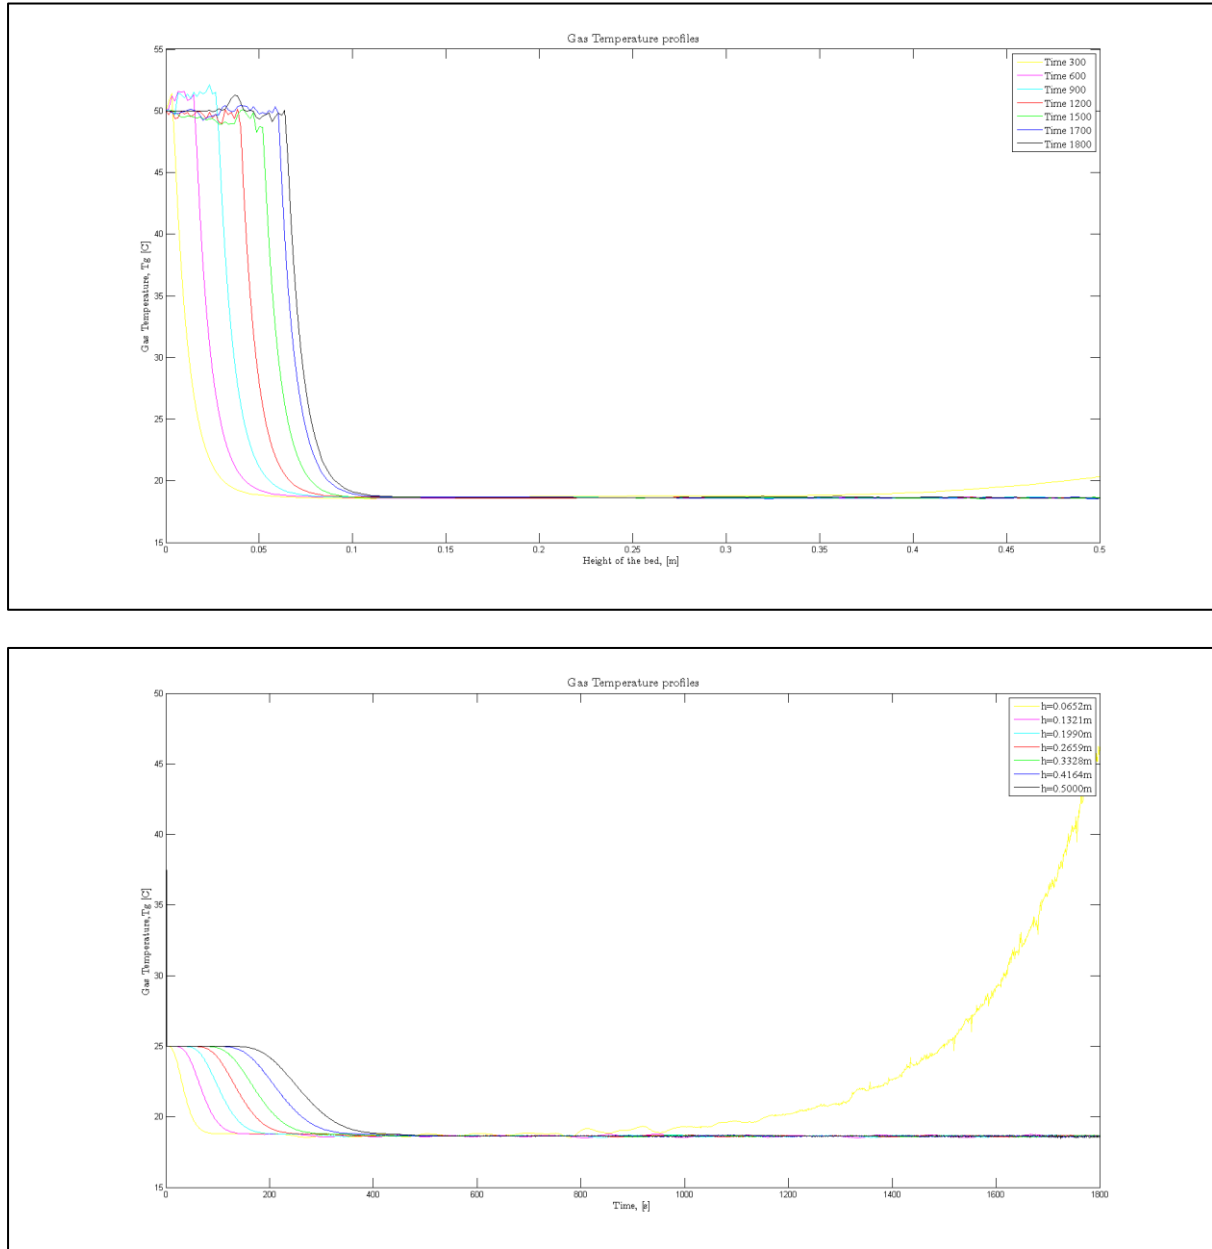 Gas Temperature profiles
55
50
45
40
35
30
25
20
15
Gas Temperature, Tg [C]
0 0.05 0.1 0.15 0.2 0.25 0.3 0.35 0.4 0.45 0.5
Height of the bed, [m]
Time 300
Time 600
Time 900
Time 1200
Time 1500
Time 1700
Time 1800
Gas Temperature profiles
50
45
40
35
30
25
20
15
Gas Temperature,Tg [C]
0 200 400 600 800 1000 1200 1400 1600 1800
Time, [s]
h=0.0652m
h=0.1321m
h=0.1990m
h=0.2659m
h=0.3328m
h=0.4164m
h=0.5000m